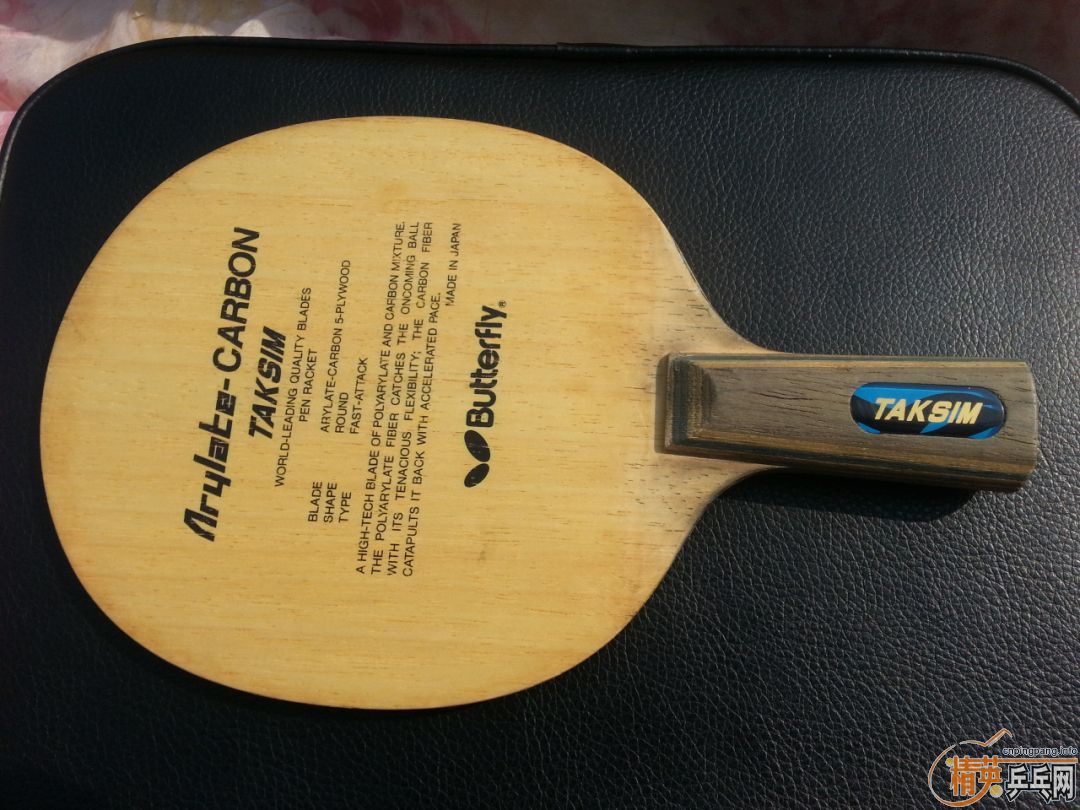 Arylate-CARBON
TAKSIM
WORLD-LEADING QUALITY BLADES
PEN RACKET
BLADE ARYLATE-CARBON 5-PLYWOOD
SHAPE ROUND
TYPE FAST-ATTACK
A HIGH-TECH BLADE OF POLYARYLATE AND CARBON MIXTURE.
THE POLYARYLATE FIBER CATCHES THE ONCOMING BALL
WITH ITS TENACIOUS FLEXIBILITY; THE CARBON FIBER
CATAPULTS IT BACK WITH ACCELERATED PAGE.
MADE IN JAPAN
Butterfly®
TAKSIM
cnpingpang.info
精英乒乓网